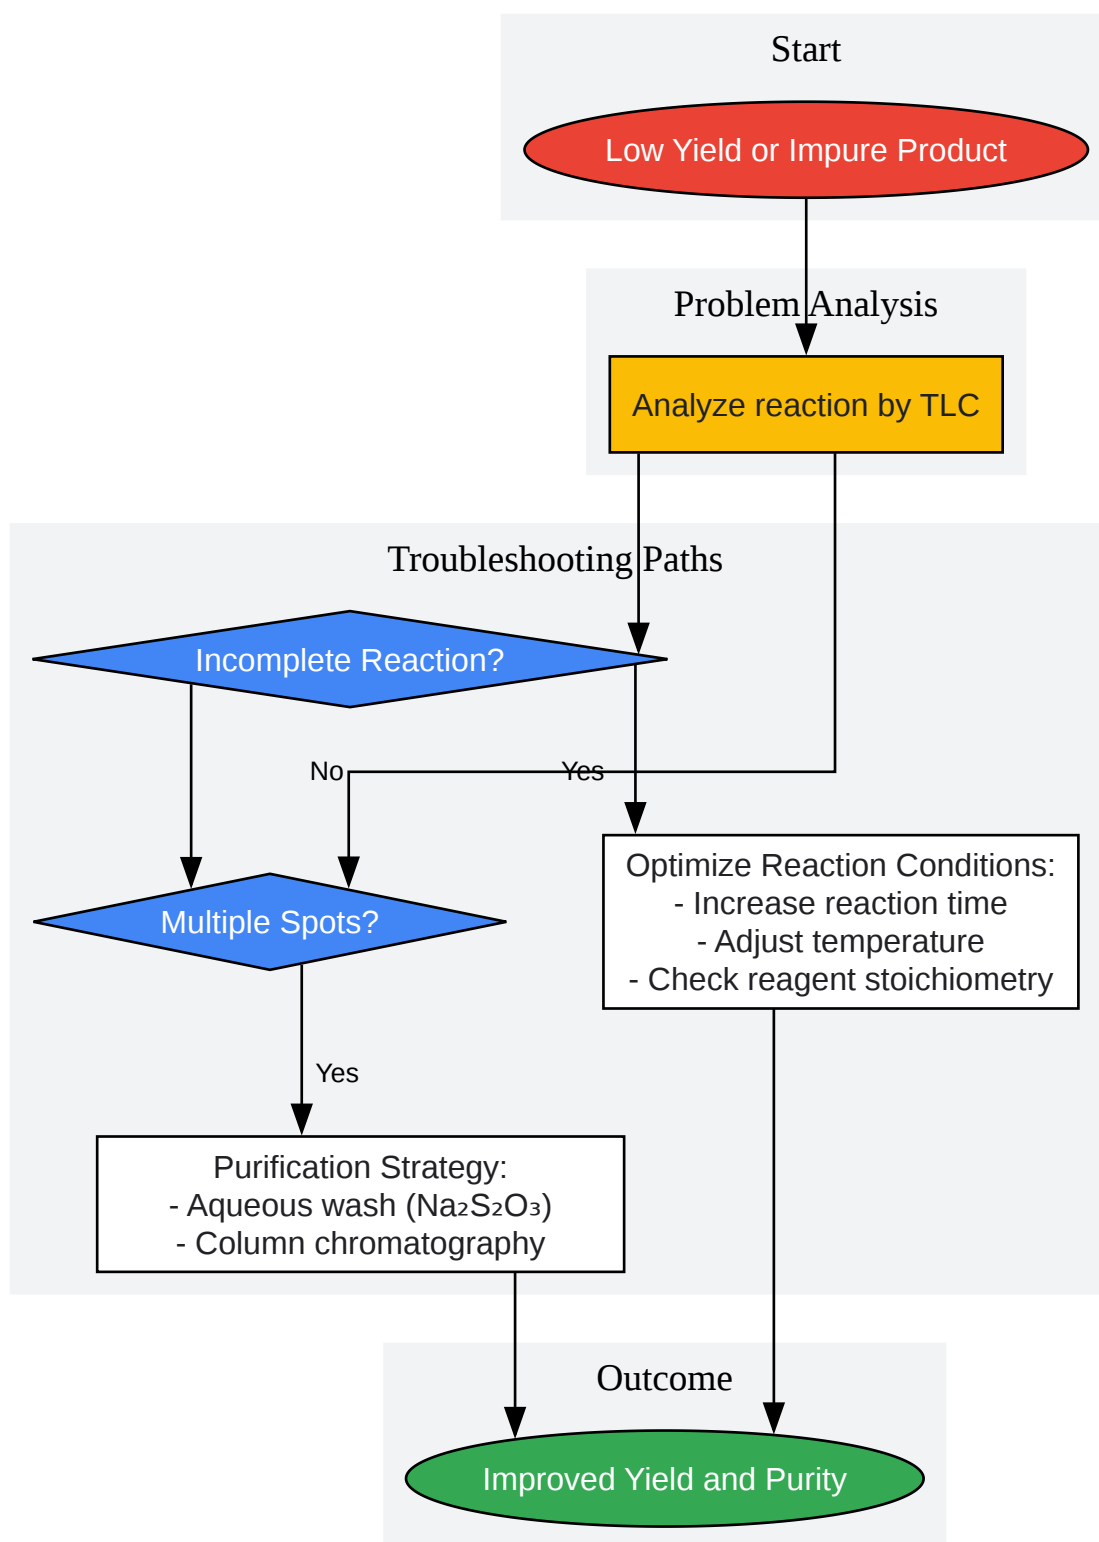 Start
Low Yield or Impure Product
Problem Analysis
Analyze reaction by TLC
Troubleshooting Paths
Incomplete Reaction?
No
Yes
Multiple Spots?
Optimize Reaction Conditions:
- Increase reaction time
- Adjust temperature
- Check reagent stoichiometry
Yes
Purification Strategy:
- Aqueous wash (Na₂S₂O₃)
- Column chromatography
Outcome
Improved Yield and Purity